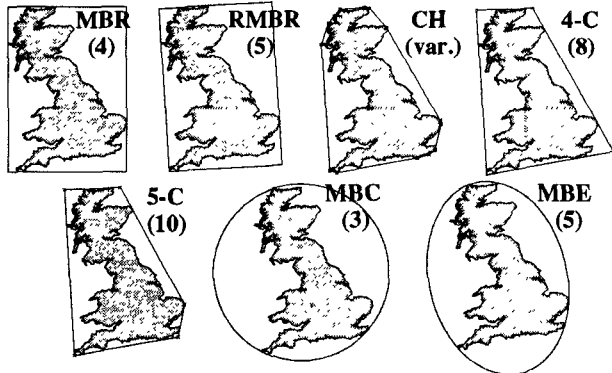 MBR
(4)
RMBR
(5)
CH
(var.)
4-C
(8)
5-C
(10)
MBC
(3)
MBE
(5)